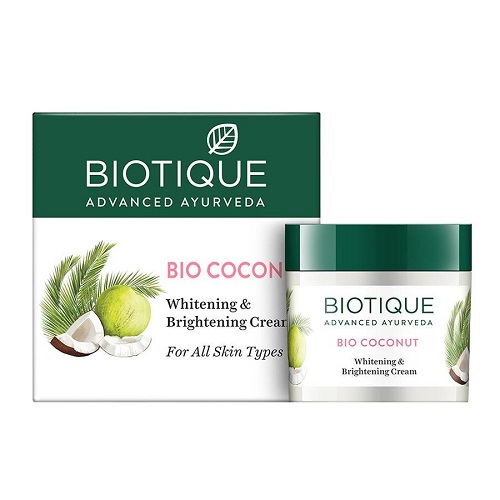 BIOTIQUE
ADVANCED AYURVEDA
BIO COCON
Whitening &
Brightening Cream
For All Skin Types
BIOTIQUE
ADVANCED AYURVEDA
BIO COCONUT
Whitening &
Brightening Cream